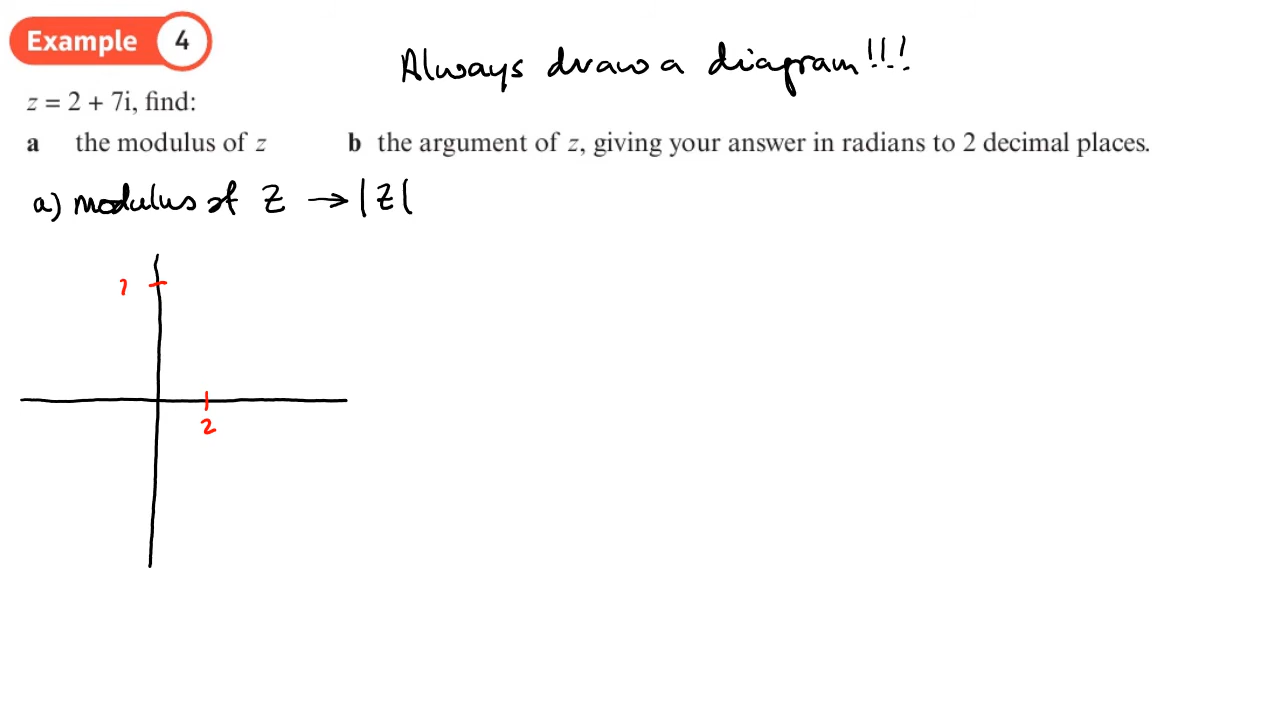 Example 4
Always draw a diagram!!!
z = 2 + 7i, find:
a the modulus of z b the argument of z, giving your answer in radians to 2 decimal places.
a) modulus of z → |z|
7
2